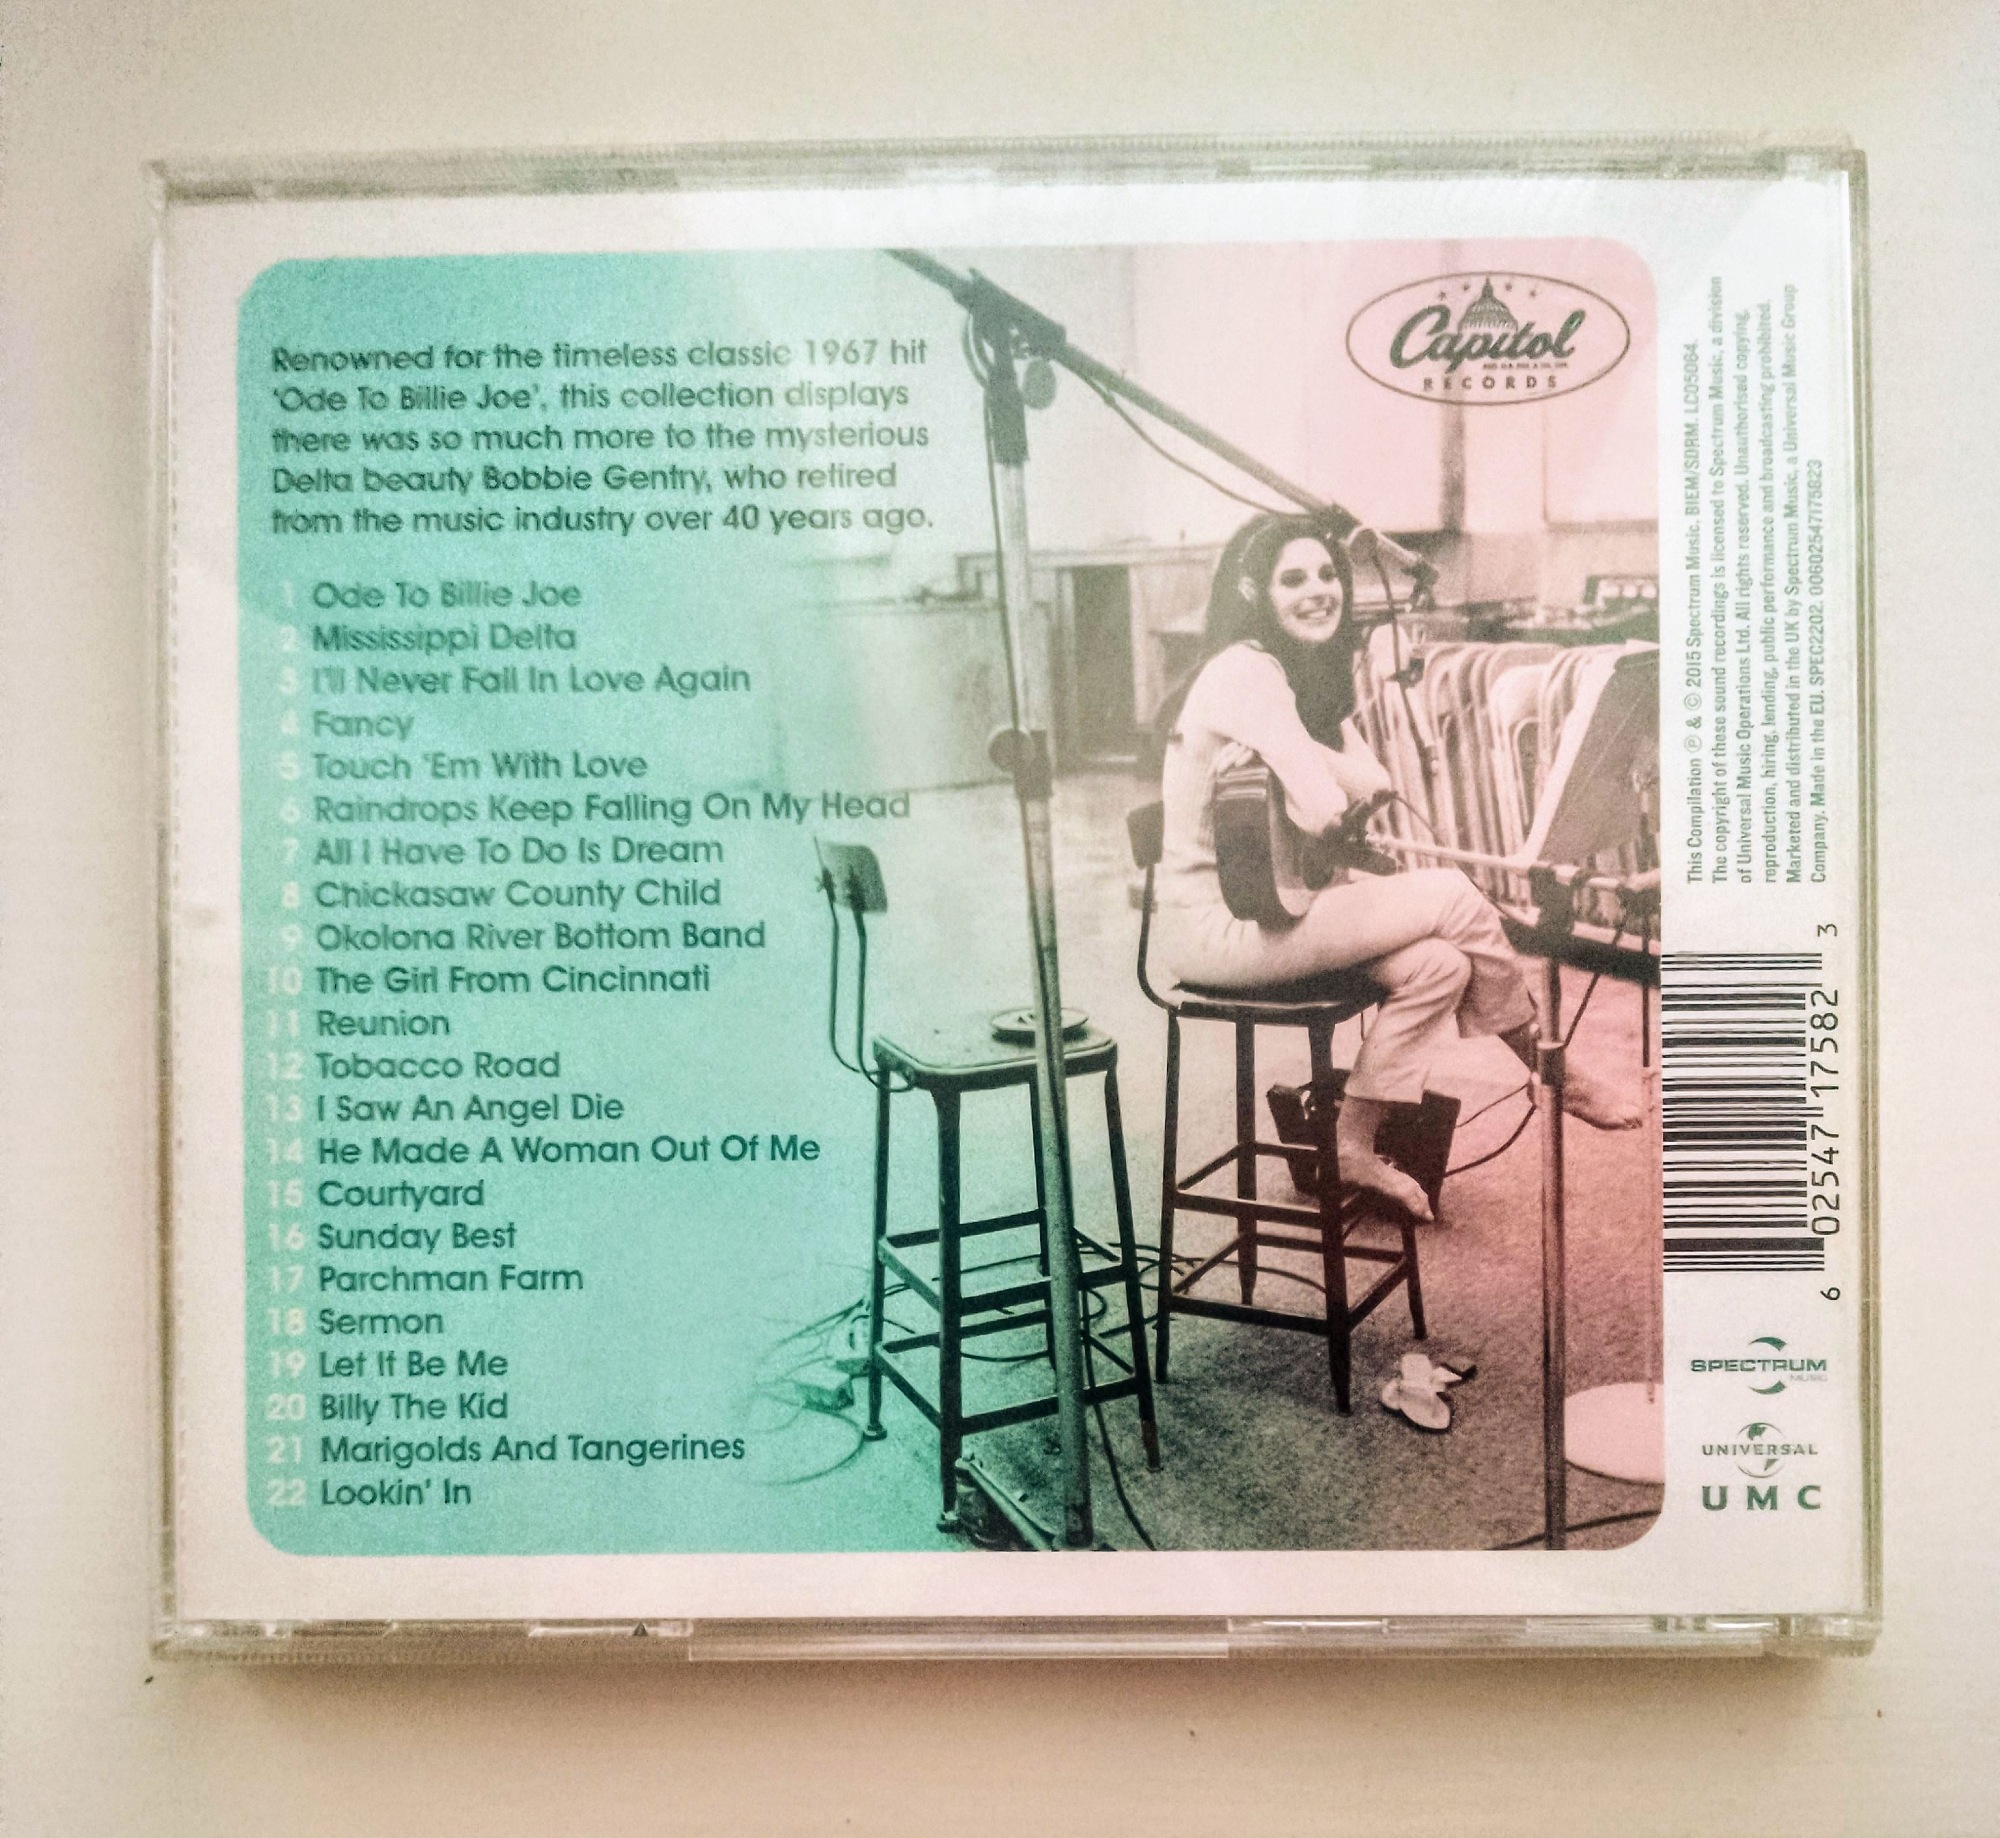 Renowned for the timeless classic 1967 hit
'Ode To Billie Joe', this collection displays
there was so much more to the mysterious
Delta beauty Bobbie Gentry, who retired
from the music industry over 40 years ago.
1 Ode To Billie Joe
2 Mississippi Delta
3 I'll Never Fall In Love Again
4 Fancy
5 Touch 'Em With Love
6 Raindrops Keep Falling On My Head
7 All I Have To Do Is Dream
8 Chickasaw County Child
9 Okolona River Bottom Band
10 The Girl From Cincinnati
11 Reunion
12 Tobacco Road
13 I Saw An Angel Die
14 He Made A Woman Out Of Me
15 Courtyard
16 Sunday Best
17 Parchman Farm
18 Sermon
19 Let It Be Me
20 Billy The Kid
21 Marigolds And Tangerines
22 Lookin' In
Capitol
RECORDS
This Compilation ℗ & © 2015 Spectrum Music. BIEM/SDRM. LC05064.
The copyright of these sound recordings is licensed to Spectrum Music, a division
of Universal Music Operations Ltd. All rights reserved. Unauthorised copying,
reproduction, hiring, lending, public performance and broadcasting prohibited.
Marketed and distributed in the UK by Spectrum Music, a Universal Music Group
Company. Made in the EU. SPEC2202. 00602547175823
6 02547 17582 3
SPECTRUM
MUSIC
UNIVERSAL
UMC